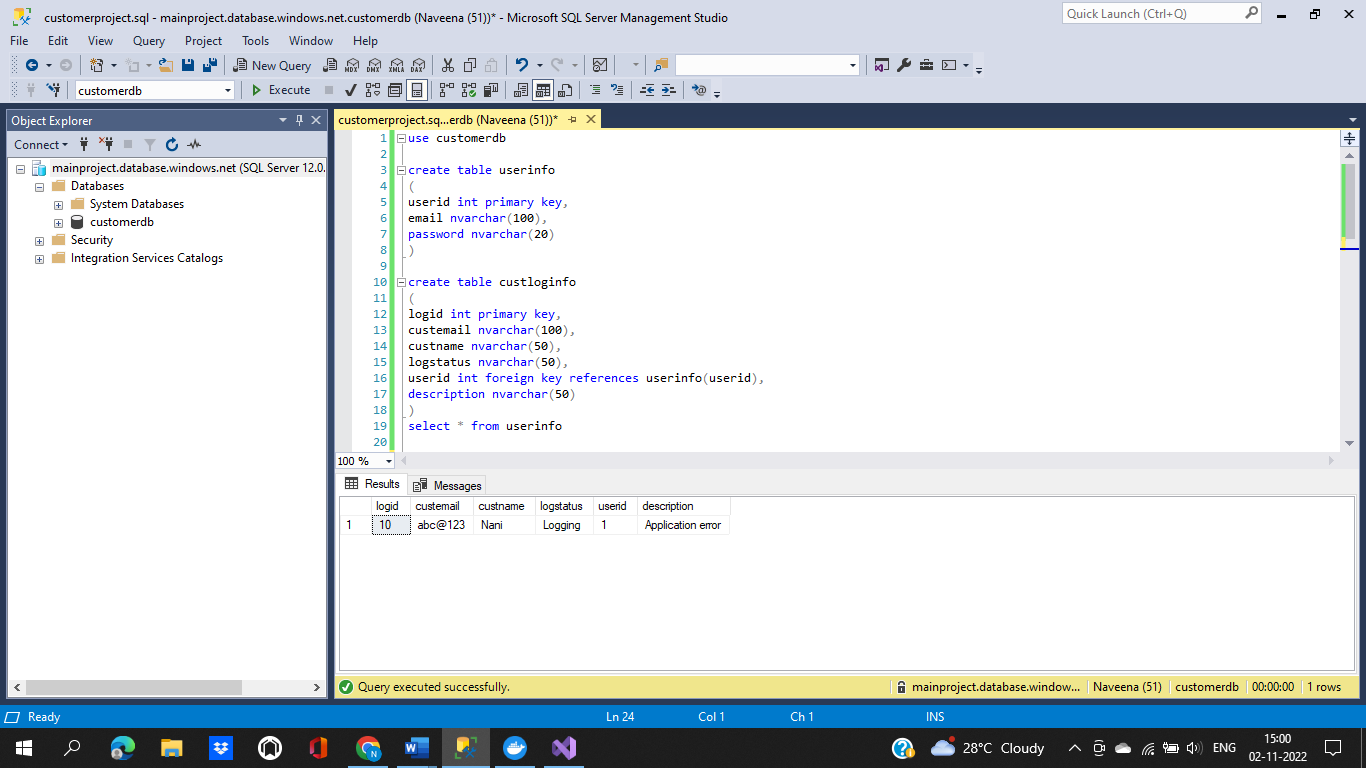 customerproject.sql - mainproject.database.windows.net.customerdb (Naveena (51))* - Microsoft SQL Server Management Studio
Quick Launch (Ctrl+Q)
File Edit View Query Project Tools Window Help
New Query MDX DMX XMLA DAX
customerdb Execute
Object Explorer
Connect
mainproject.database.windows.net (SQL Server 12.0.
Databases
System Databases
customerdb
Security
Integration Services Catalogs
customerproject.sq...erdb (Naveena (51))*
1 use customerdb
2
3 create table userinfo
4 (
5 userid int primary key,
6 email nvarchar(100),
7 password nvarchar(20)
8 )
9
10 create table custloginfo
11 (
12 logid int primary key,
13 custemail nvarchar(100),
14 custname nvarchar(50),
15 logstatus nvarchar(50),
16 userid int foreign key references userinfo(userid),
17 description nvarchar(50)
18 )
19 select * from userinfo
20
100 %
Results Messages
logid custemail custname logstatus userid description
1 10 abc@123 Nani Logging 1 Application error
Query executed successfully. mainproject.database.window... Naveena (51) customerdb 00:00:00 1 rows
Ready Ln 24 Col 1 Ch 1 INS
28°C Cloudy ENG 15:00
02-11-2022